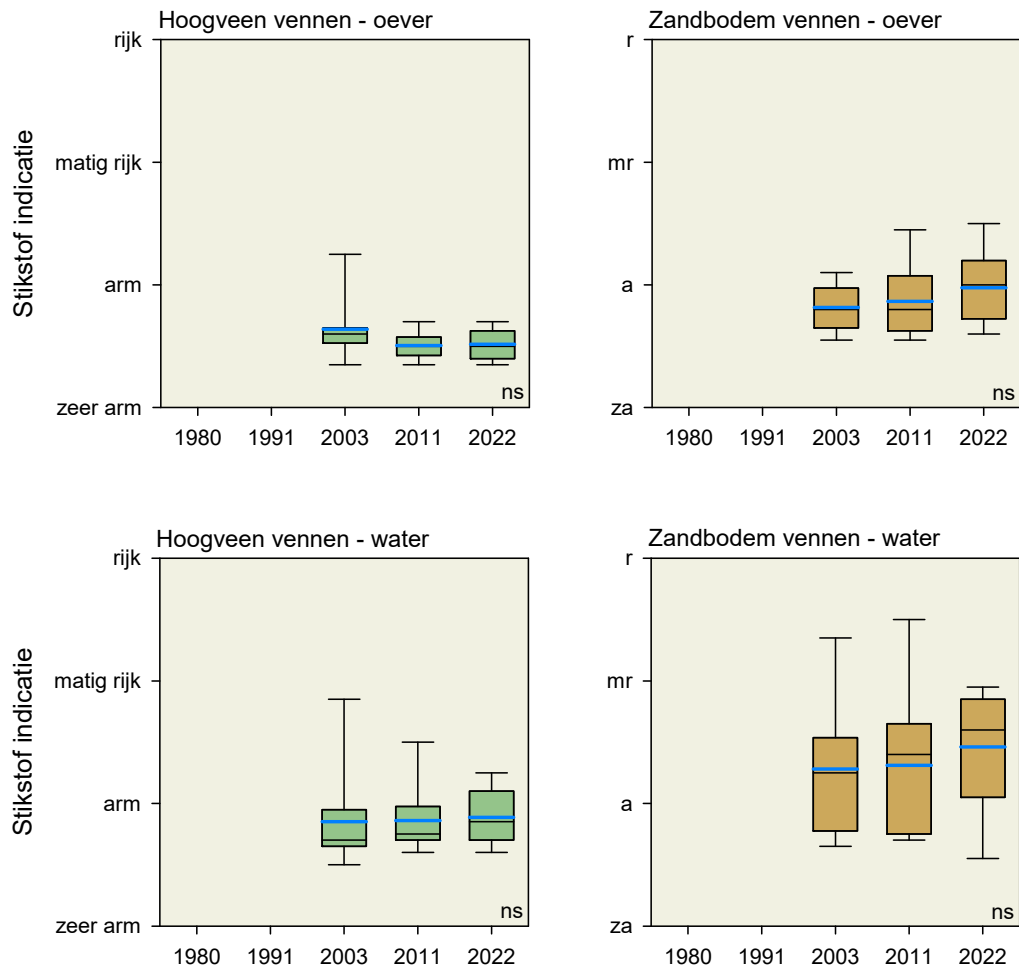 Hoogveen vennen - oever
Zandbodem vennen - oever
Stikstof indicatie
rijk
matig rijk
arm
zeer arm
ns
1980 1991 2003 2011 2022
r
mr
a
za
ns
1980 1991 2003 2011 2022
Hoogveen vennen - water
Zandbodem vennen - water
Stikstof indicatie
rijk
matig rijk
arm
zeer arm
ns
1980 1991 2003 2011 2022
r
mr
a
za
ns
1980 1991 2003 2011 2022